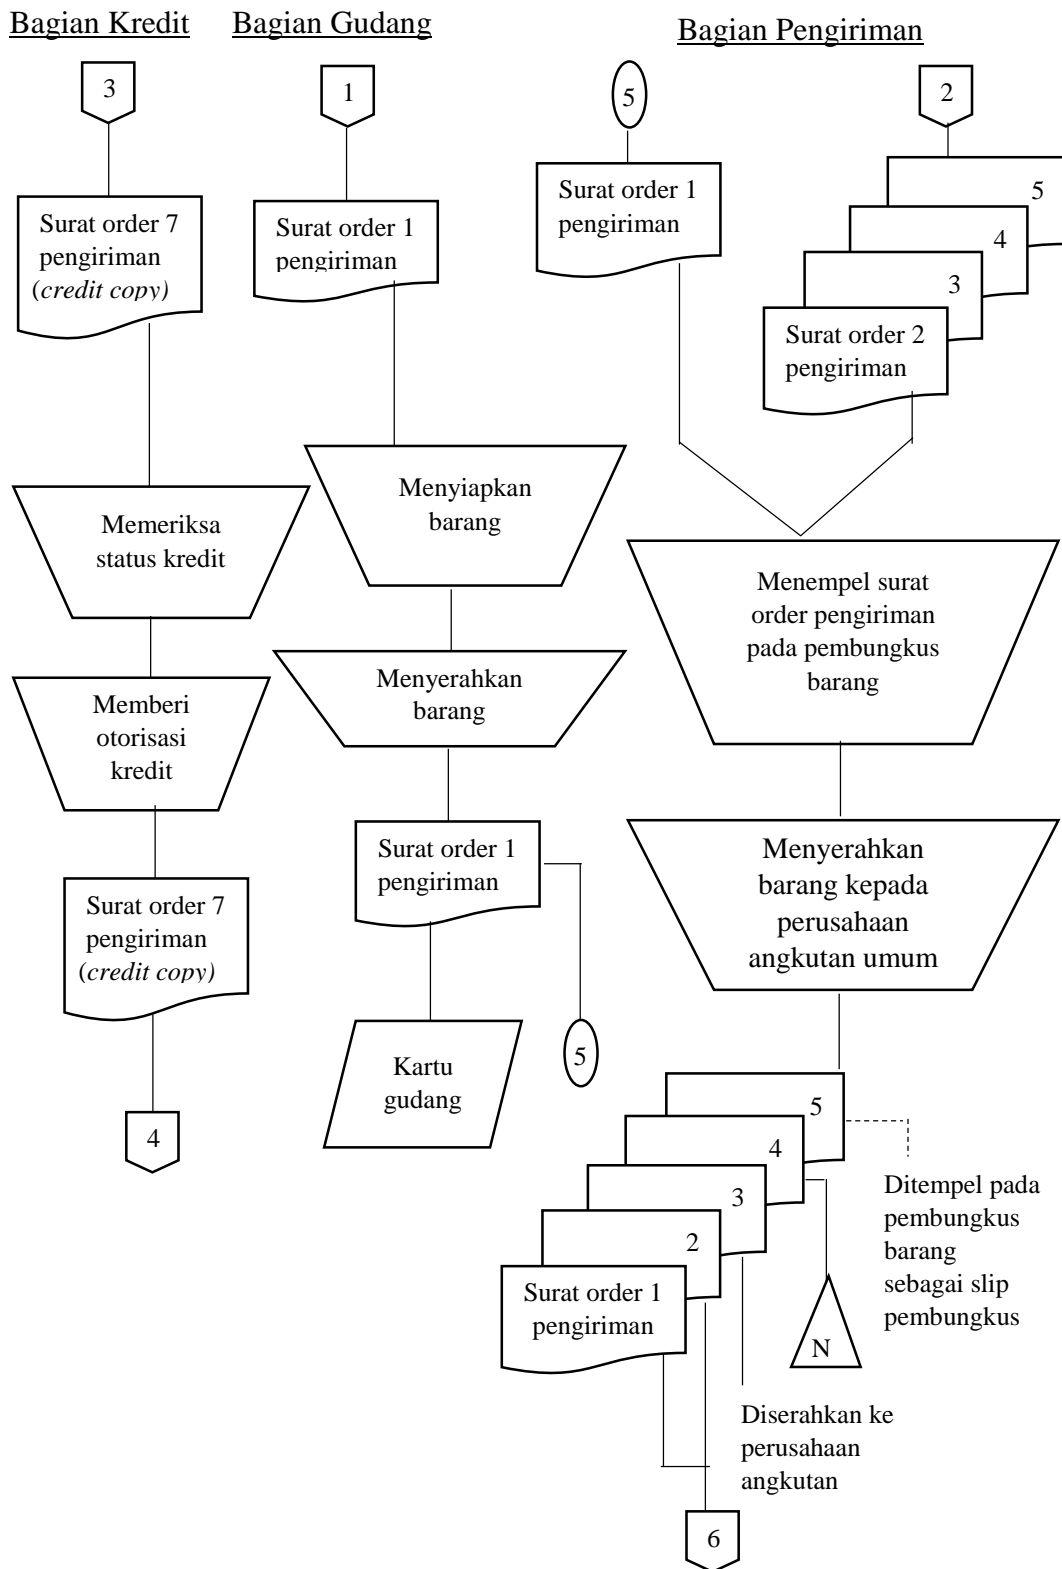 Bagian Kredit
Bagian Gudang
Bagian Pengiriman
3
1
5
2
Surat order 7
pengiriman
(credit copy)
Surat order 1
pengiriman
Surat order 1
pengiriman
5
4
3
Surat order 2
pengiriman
Memeriksa
status kredit
Menyiapkan
barang
Menempel surat
order pengiriman
pada pembungkus
barang
Memberi
otorisasi
kredit
Menyerahkan
barang
Surat order 7
pengiriman
(credit copy)
Surat order 1
pengiriman
Menyerahkan
barang kepada
perusahaan
angkutan umum
4
Kartu
gudang
5
5
4
3
2
Surat order 1
pengiriman
Ditempel pada
pembungkus
barang
sebagai slip
pembungkus
N
Diserahkan ke
perusahaan
angkutan
6